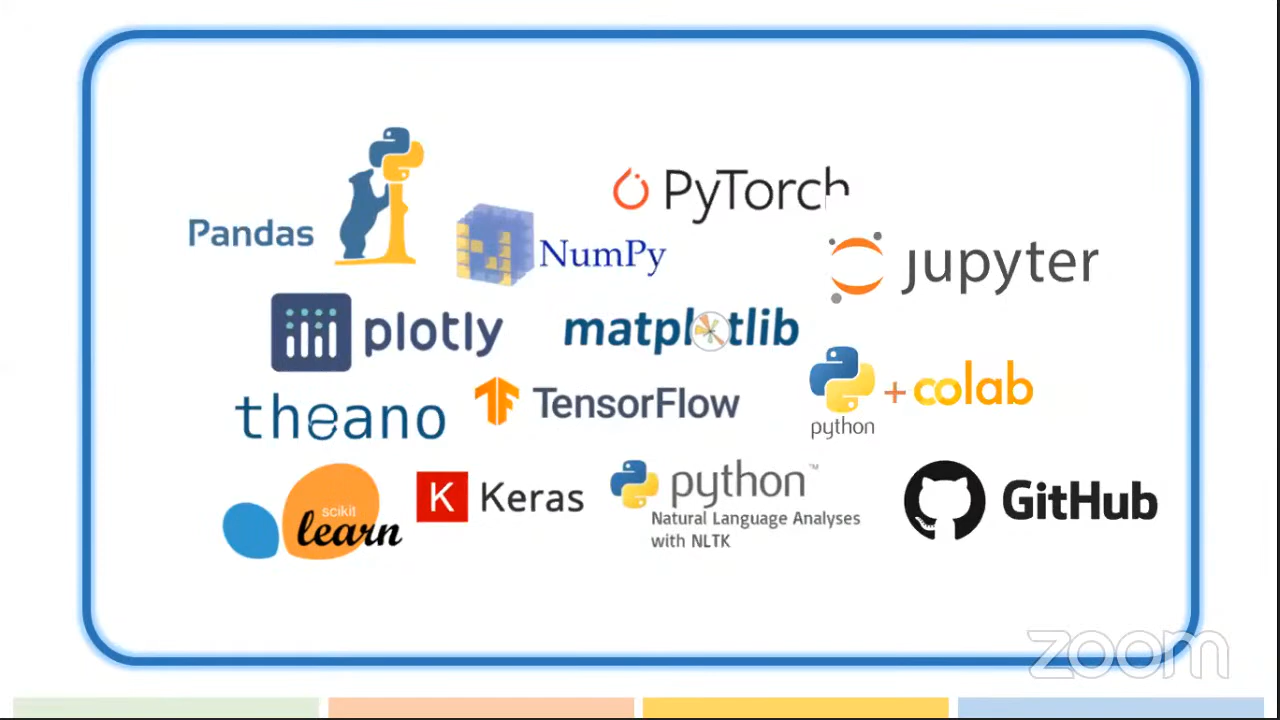 PyTorch
Pandas
NumPy
jupyter
plotly
matplotlib
python + colab
theano
TensorFlow
scikit
learn
K Keras
python™
Natural Language Analyses
with NLTK
GitHub
zoom